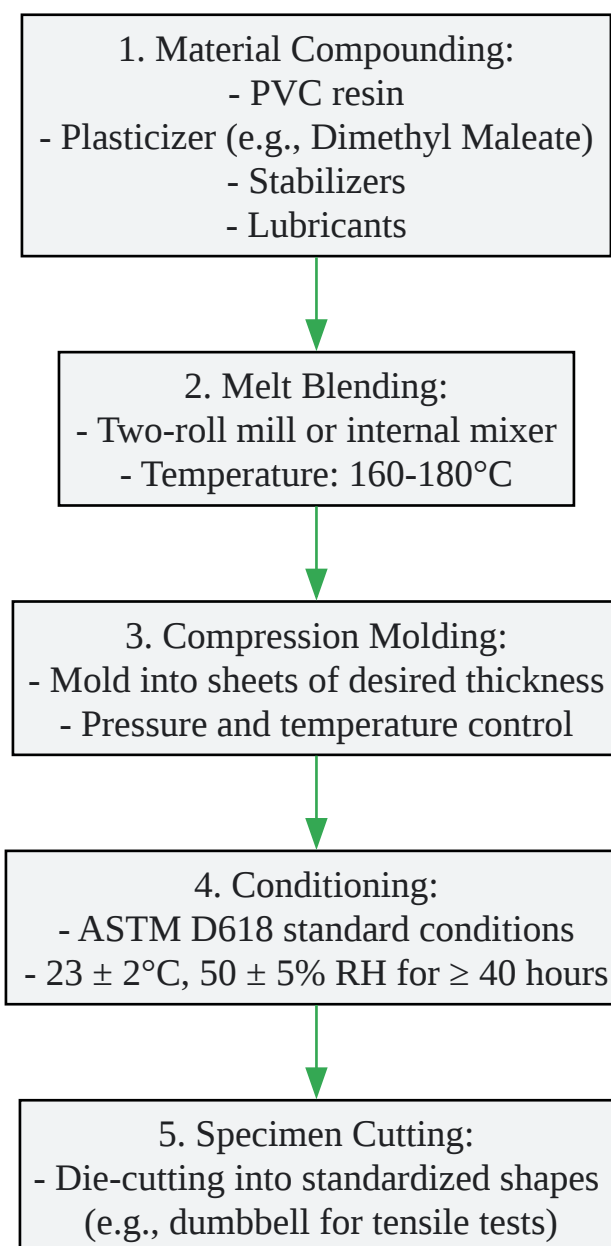 1. Material Compounding:
- PVC resin
- Plasticizer (e.g., Dimethyl Maleate)
- Stabilizers
- Lubricants
2. Melt Blending:
- Two-roll mill or internal mixer
- Temperature: 160-180°C
3. Compression Molding:
- Mold into sheets of desired thickness
- Pressure and temperature control
4. Conditioning:
- ASTM D618 standard conditions
- 23 ± 2°C, 50 ± 5% RH for ≥ 40 hours
5. Specimen Cutting:
- Die-cutting into standardized shapes
(e.g., dumbbell for tensile tests)